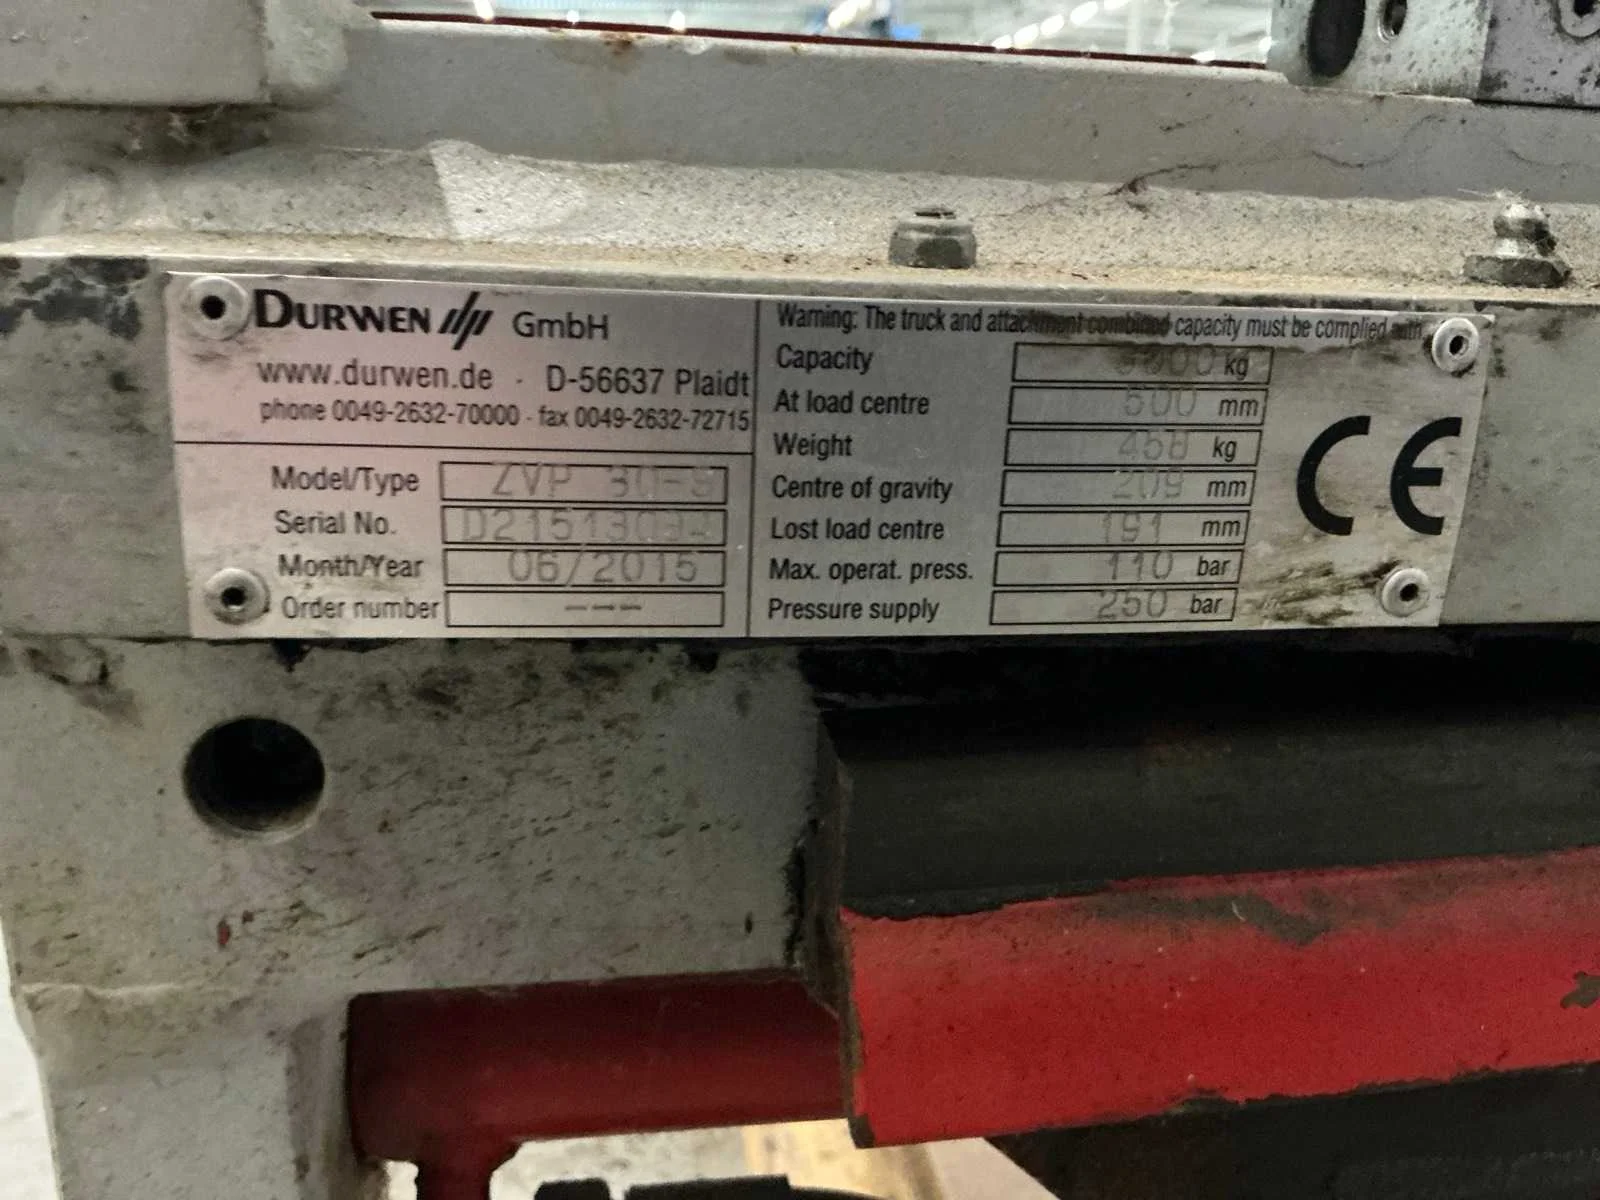 DURWEN GmbH
www.durwen.de · D-56637 Plaidt
phone 0049-2632-70000 · fax 0049-2632-72715
Model/Type ZVP 30-S
Serial No.
Month/Year 06/2015
Order number ---
Warning: The truck and attachment combined capacity must be complied with.
Capacity kg
At load centre 500 mm
Weight 458 kg
Centre of gravity 209 mm
Lost load centre 191 mm
Max. operat. press. 110 bar
Pressure supply 250 bar
CE